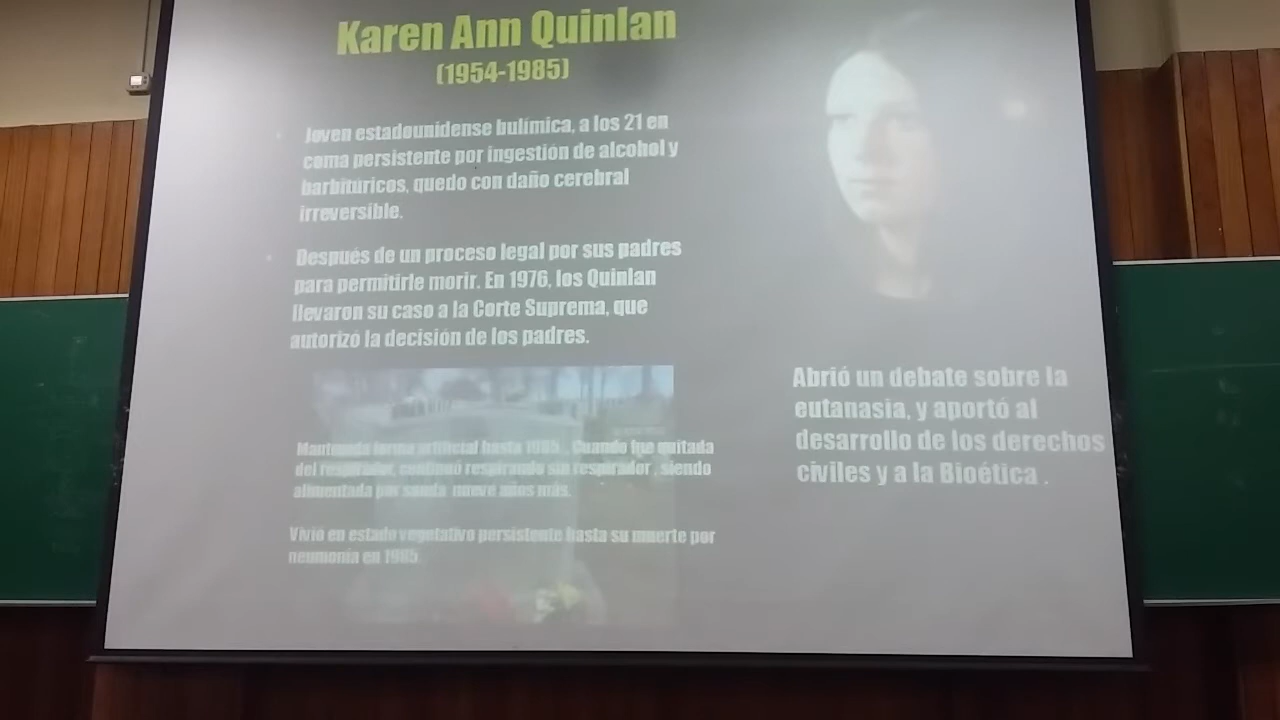 Karen Ann Quinlan
(1954-1985)
Joven estadounidense bulímica, a los 21 en
coma persistente por ingestión de alcohol y
barbitúricos, quedo con daño cerebral
irreversible.
Después de un proceso legal por sus padres
para permitirle morir. En 1976, los Quinlan
llevaron su caso a la Corte Suprema, que
autorizó la decisión de los padres.
Mantenida forma artificial hasta 1985. Cuando fue quitada
del respirador, continuó respirando sin respirador , siendo
alimentada por sonda nueve años más.
Vivió en estado vegetativo persistente hasta su muerte por
neumonía en 1985
Abrió un debate sobre la
eutanasia, y aportó al
desarrollo de los derechos
civiles y a la Bioética .